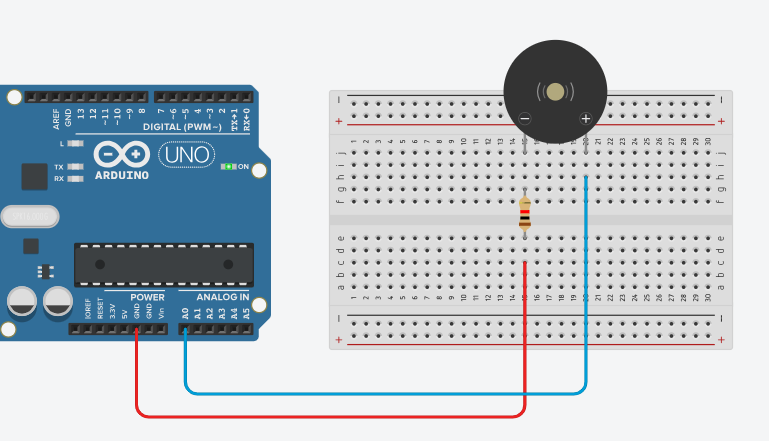 AREF
GND
13
12
~11
~10
~9
8
7
~6
~5
4
~3
2
TX→1
RX←0
DIGITAL (PWM~)
L
TX
RX
ARDUINO
UNO
ON
POWER
ANALOG IN
IOREF
RESET
3.3V
5V
GND
GND
Vin
A0
A1
A2
A3
A4
A5
− +
− −
+ +
1 2 3 4 5 6 7 8 9 10 11 12 13 14 15 16 17 18 19 20 21 22 23 24 25 26 27 28 29 30
j j
i i
h h
g g
f f
e e
d d
c c
b b
a a
1 2 3 4 5 6 7 8 9 10 11 12 13 14 15 16 17 18 19 20 21 22 23 24 25 26 27 28 29 30
− −
+ +